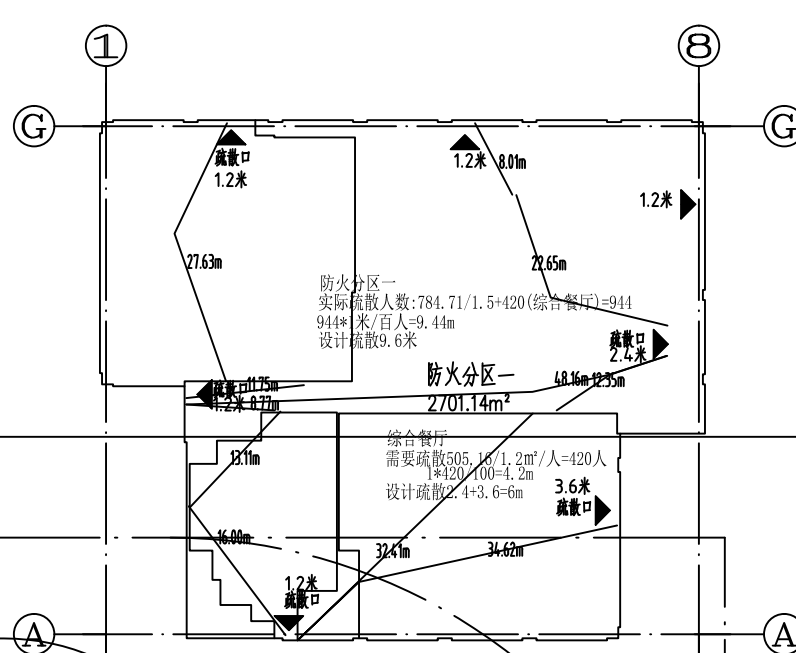 1
8
G
G
疏散口
1.2米
1.2米
8.01m
1.2米
27.63m
22.65m
防火分区一
实际疏散人数:784.71/1.5+420(综合餐厅)=944
944*1米/百人=9.44m
设计疏散9.6米
疏散口
2.4米
防火分区一
48.16m
12.35m
疏散口
11.75m
1.2米
8.77m
2701.14m²
综合餐厅
需要疏散505.16/1.2m²/人=420人
1*420/100=4.2m
设计疏散2.4+3.6=6m
13.11m
3.6米
疏散口
16.00m
32.41m
34.62m
1.2米
疏散口
A
A